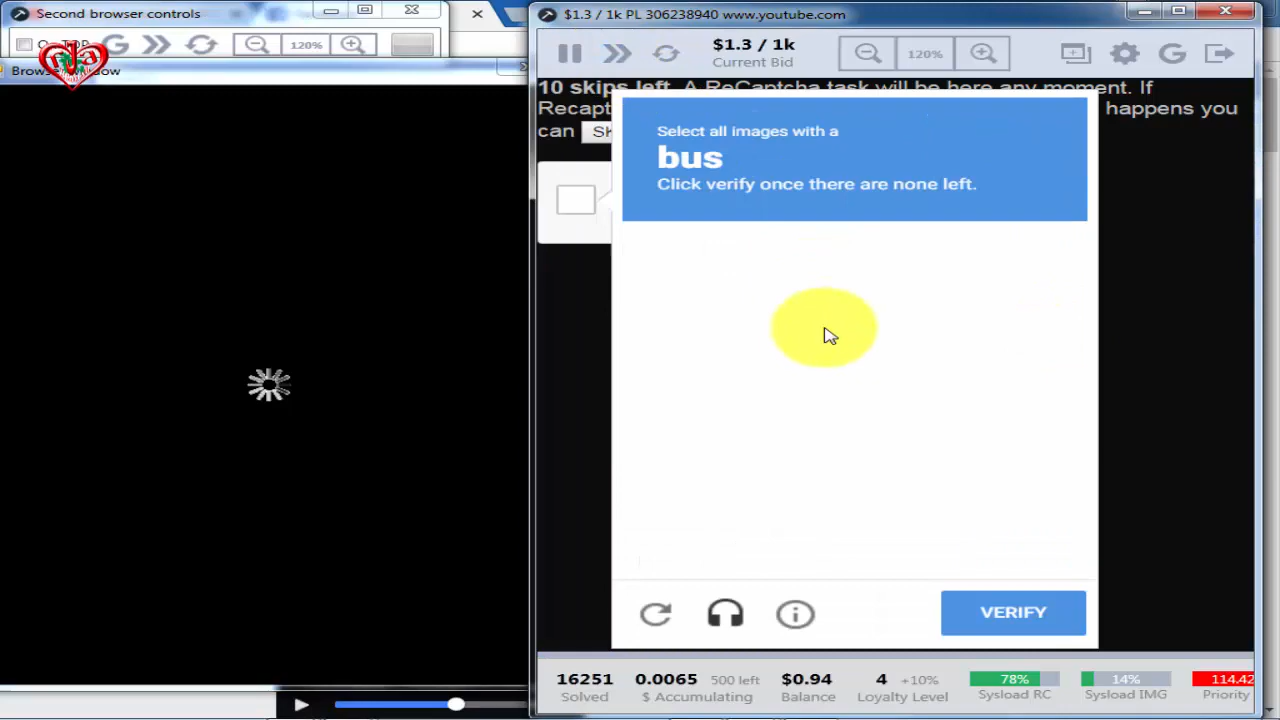 Second browser controls
120%
$1.3 / 1k PL 306238940 www.youtube.com
$1.3 / 1k
Current Bid
120%
10 skips left. A ReCaptcha task will be here any moment. If
Recapt happens you
can SK
Select all images with a
bus
Click verify once there are none left.
VERIFY
16251
Solved
0.0065 500 left
$ Accumulating
$0.94
Balance
4 +10%
Loyalty Level
78%
Sysload RC
14%
Sysload IMG
114.42
Priority